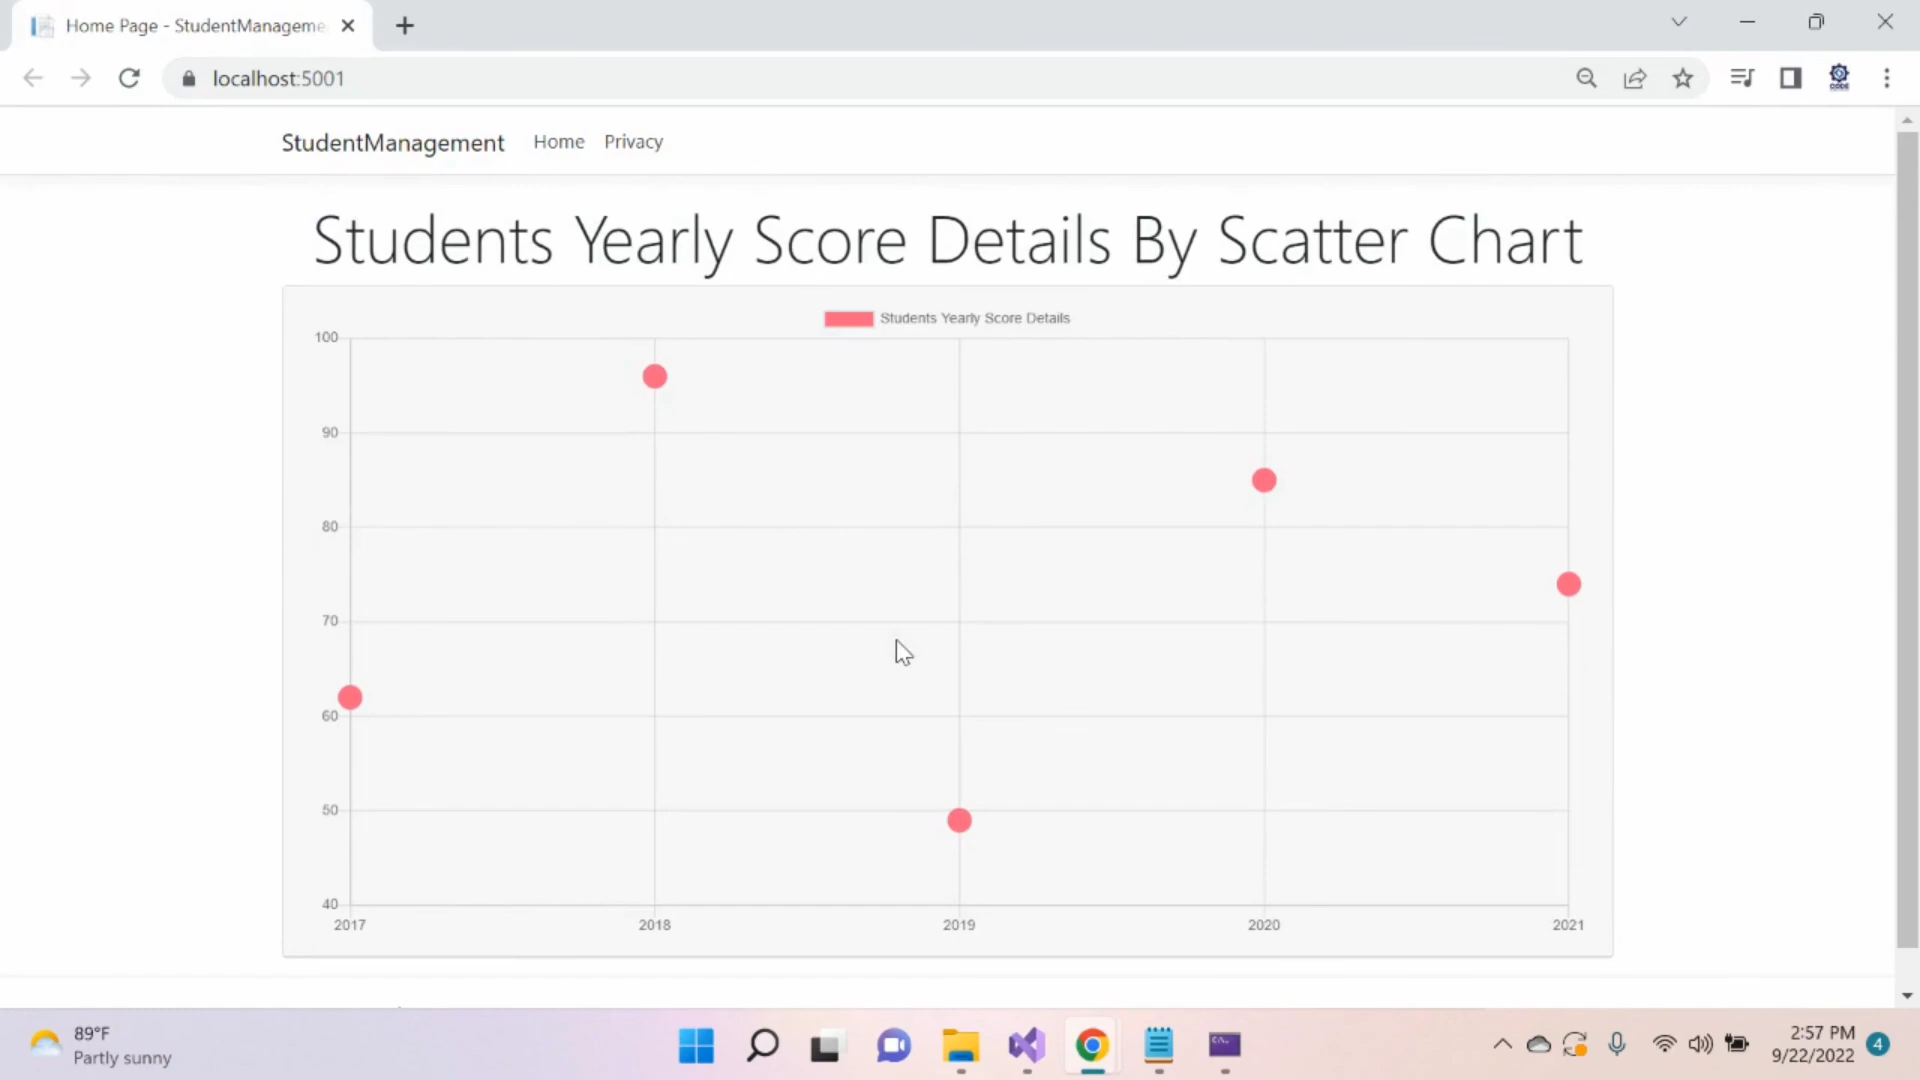 Home Page - StudentManageme
localhost:5001
StudentManagement Home Privacy
Students Yearly Score Details By Scatter Chart
Students Yearly Score Details
100
90
80
70
60
50
40
2017 2018 2019 2020 2021
89°F
Partly sunny
2:57 PM
9/22/2022
4